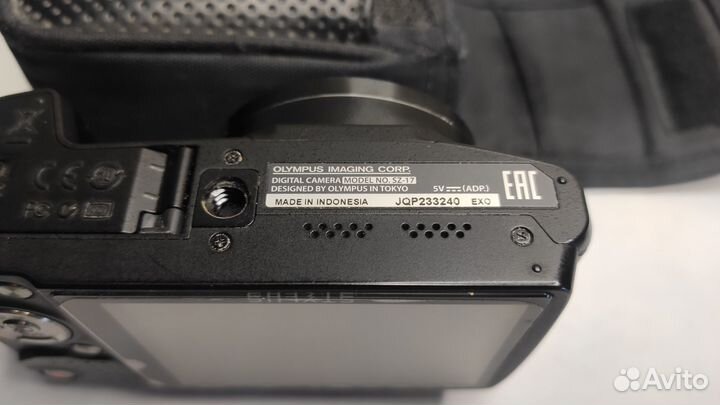 OLYMPUS IMAGING CORP.
DIGITAL CAMERA MODEL NO. SZ-17
DESIGNED BY OLYMPUS IN TOKYO 5V (ADP.)
MADE IN INDONESIA JQP233240 EXO
EAC
Avito